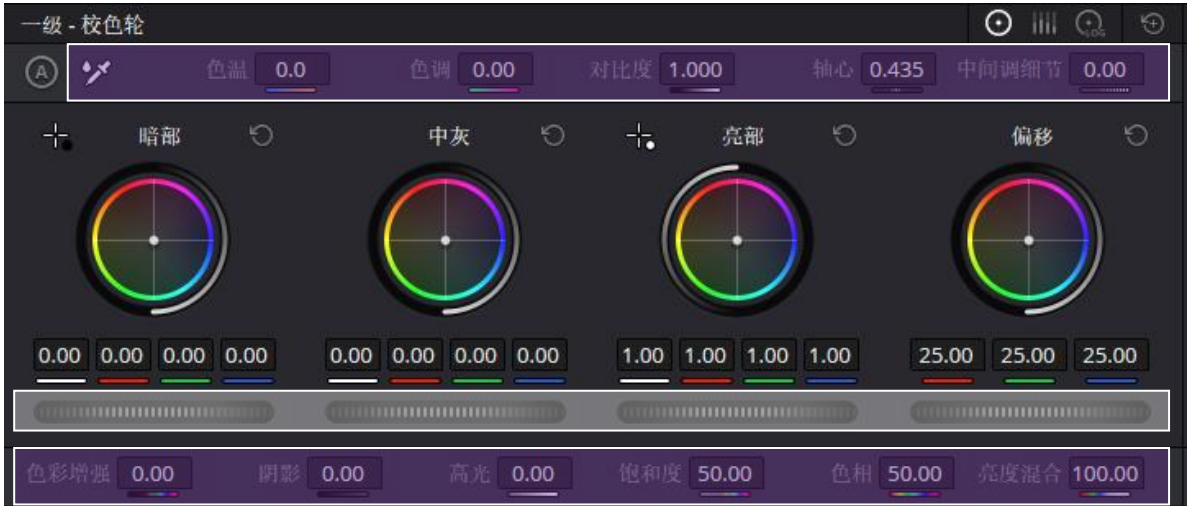 一级 - 校色轮
LOG
A 色温 0.0 色调 0.00 对比度 1.000 轴心 0.435 中间调细节 0.00
暗部 中灰 亮部 偏移
0.00 0.00 0.00 0.00 0.00 0.00 0.00 0.00 1.00 1.00 1.00 1.00 25.00 25.00 25.00
色彩增强 0.00 阴影 0.00 高光 0.00 饱和度 50.00 色相 50.00 亮度混合 100.00